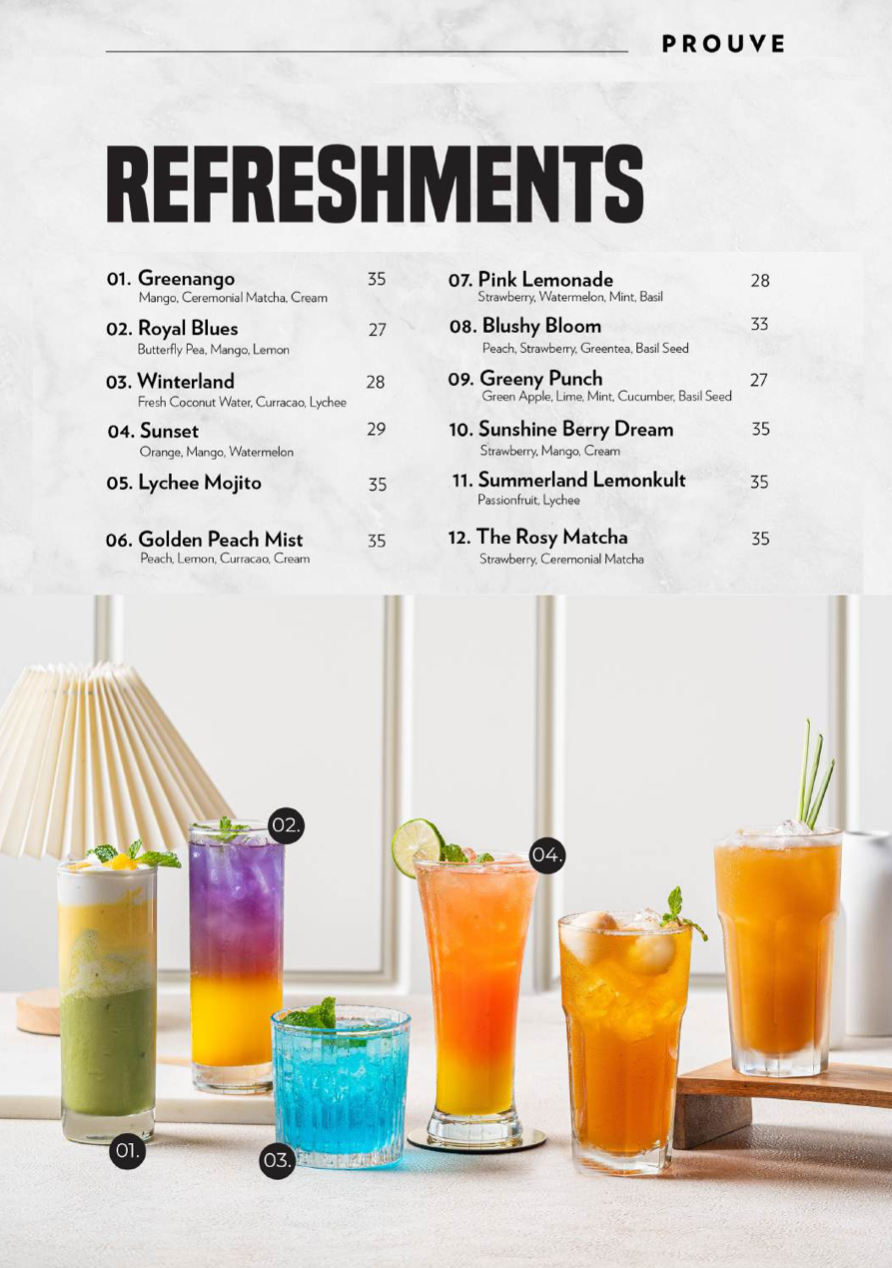 PROUVE
REFRESHMENTS
01. Greenango 35
Mango, Ceremonial Matcha, Cream
02. Royal Blues 27
Butterfly Pea, Mango, Lemon
03. Winterland 28
Fresh Coconut Water, Curracao, Lychee
04. Sunset 29
Orange, Mango, Watermelon
05. Lychee Mojito 35
06. Golden Peach Mist 35
Peach, Lemon, Curracao, Cream
07. Pink Lemonade 28
Strawberry, Watermelon, Mint, Basil
08. Blushy Bloom 33
Peach, Strawberry, Greentea, Basil Seed
09. Greeny Punch 27
Green Apple, Lime, Mint, Cucumber, Basil Seed
10. Sunshine Berry Dream 35
Strawberry, Mango, Cream
11. Summerland Lemonkult 35
Passionfruit, Lychee
12. The Rosy Matcha 35
Strawberry, Ceremonial Matcha
02.
04.
01.
03.